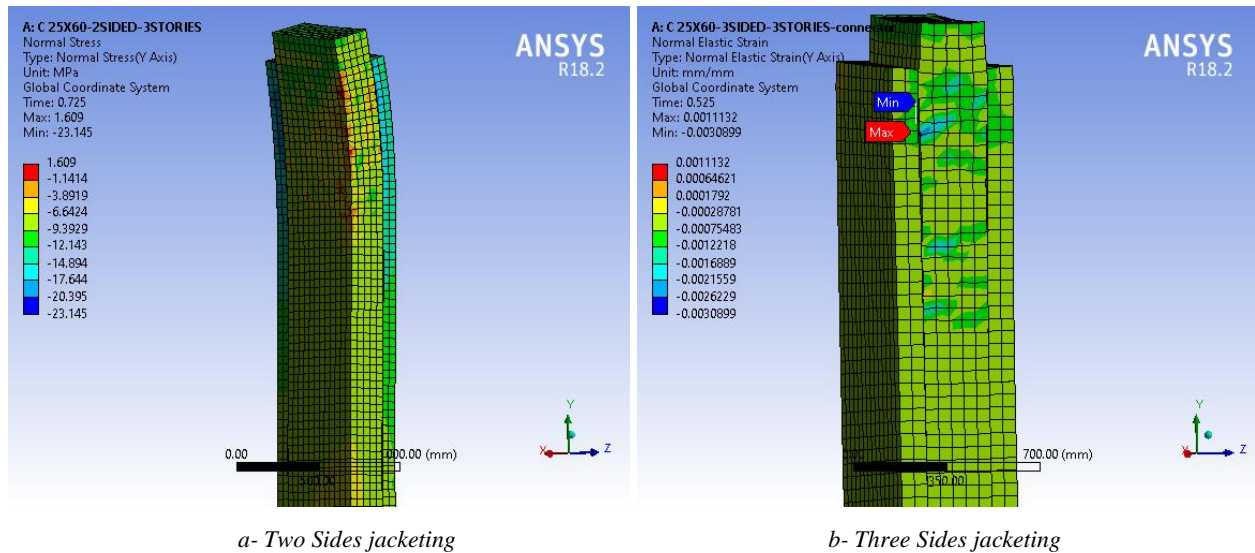 A: C 25X60-2SIDED-3STORIES
Normal Stress
Type: Normal Stress(Y Axis)
Unit: MPa
Global Coordinate System
Time: 0.725
Max: 1.609
Min: -23.145
1.609
-1.1414
-3.8919
-6.6424
-9.3929
-12.143
-14.894
-17.644
-20.395
-23.145
ANSYS
R18.2
0.00
(mm)
Y
X
Z
a- Two Sides jacketing
A: C 25X60-3SIDED-3STORIES-conne
Normal Elastic Strain
Type: Normal Elastic Strain(Y Axis)
Unit: mm/mm
Global Coordinate System
Time: 0.525
Max: 0.0011132
Min: -0.0030899
0.0011132
0.00064621
0.0001792
-0.00028781
-0.00075483
-0.0012218
-0.0016889
-0.0021559
-0.0026229
-0.0030899
Min
Max
ANSYS
R18.2
700.00 (mm)
350.00
Y
X
Z
b- Three Sides jacketing